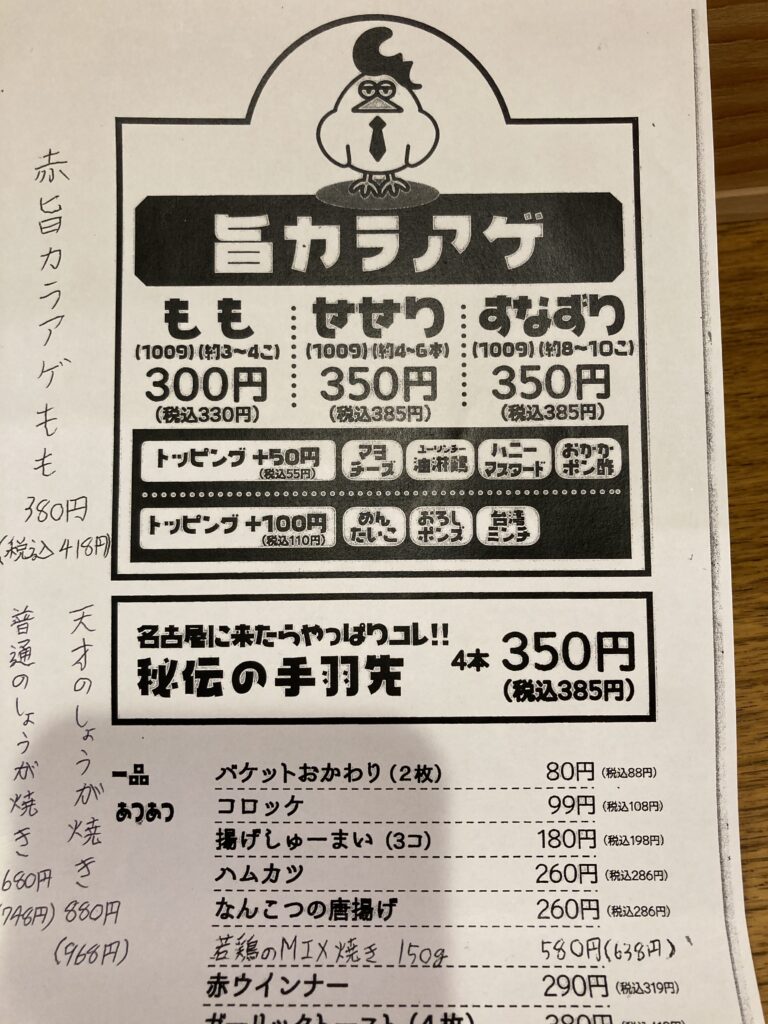 旨カラアゲ
もも
(100g) (約3~4こ)
300円
(税込330円)
せせり
(100g) (約4~6本)
350円
(税込385円)
すなずり
(100g) (約8~10こ)
350円
(税込385円)
トッピング +50円
(税込55円)
マヨチーズ
ユーリンチー
油淋鶏
ハニーマスタード
おかかポン酢
トッピング +100円
(税込110円)
めんたいこ
おろしポンズ
台湾ミンチ
名古屋に来たらやっぱりコレ!!
秘伝の手羽先 4本 350円
(税込385円)
一品
あつあつ
バケットおかわり(2枚) 80円(税込88円)
コロッケ 99円(税込108円)
揚げしゅーまい(3コ) 180円(税込198円)
ハムカツ 260円(税込286円)
なんこつの唐揚げ 260円(税込286円)
若鶏のMIX焼き 150g 580円(638円)
赤ウインナー 290円(税込319円)
ガーリックトースト(4枚) 380円
赤旨カラアゲもも
380円
(税込418円)
天才のしょうが焼き
880円
(968円)
普通のしょうが焼き
680円
(748円)